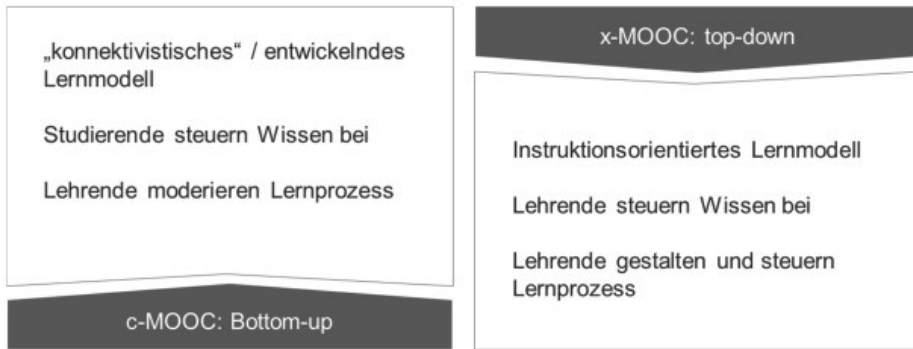 „konnektivistisches“ / entwickelndes
Lernmodell
Studierende steuern Wissen bei
Lehrende moderieren Lernprozess
c-MOOC: Bottom-up
x-MOOC: top-down
Instruktionsorientiertes Lernmodell
Lehrende steuern Wissen bei
Lehrende gestalten und steuern
Lernprozess